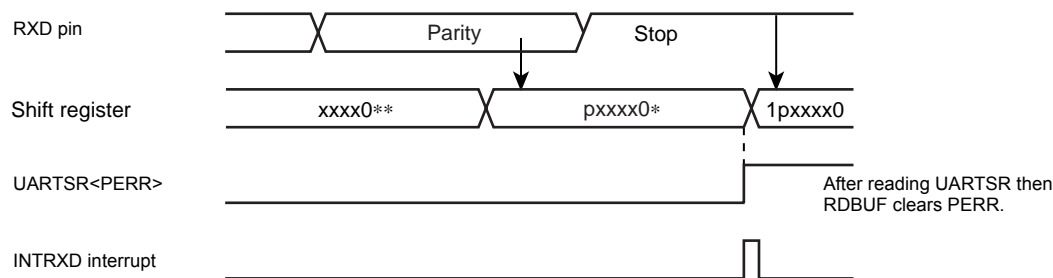 RXD pin
Parity
Stop
Shift register
xxxx0**
pxxxx0*
1pxxxx0
UARTSR<PERR>
After reading UARTSR then
RDBUF clears PERR.
INTRXD interrupt